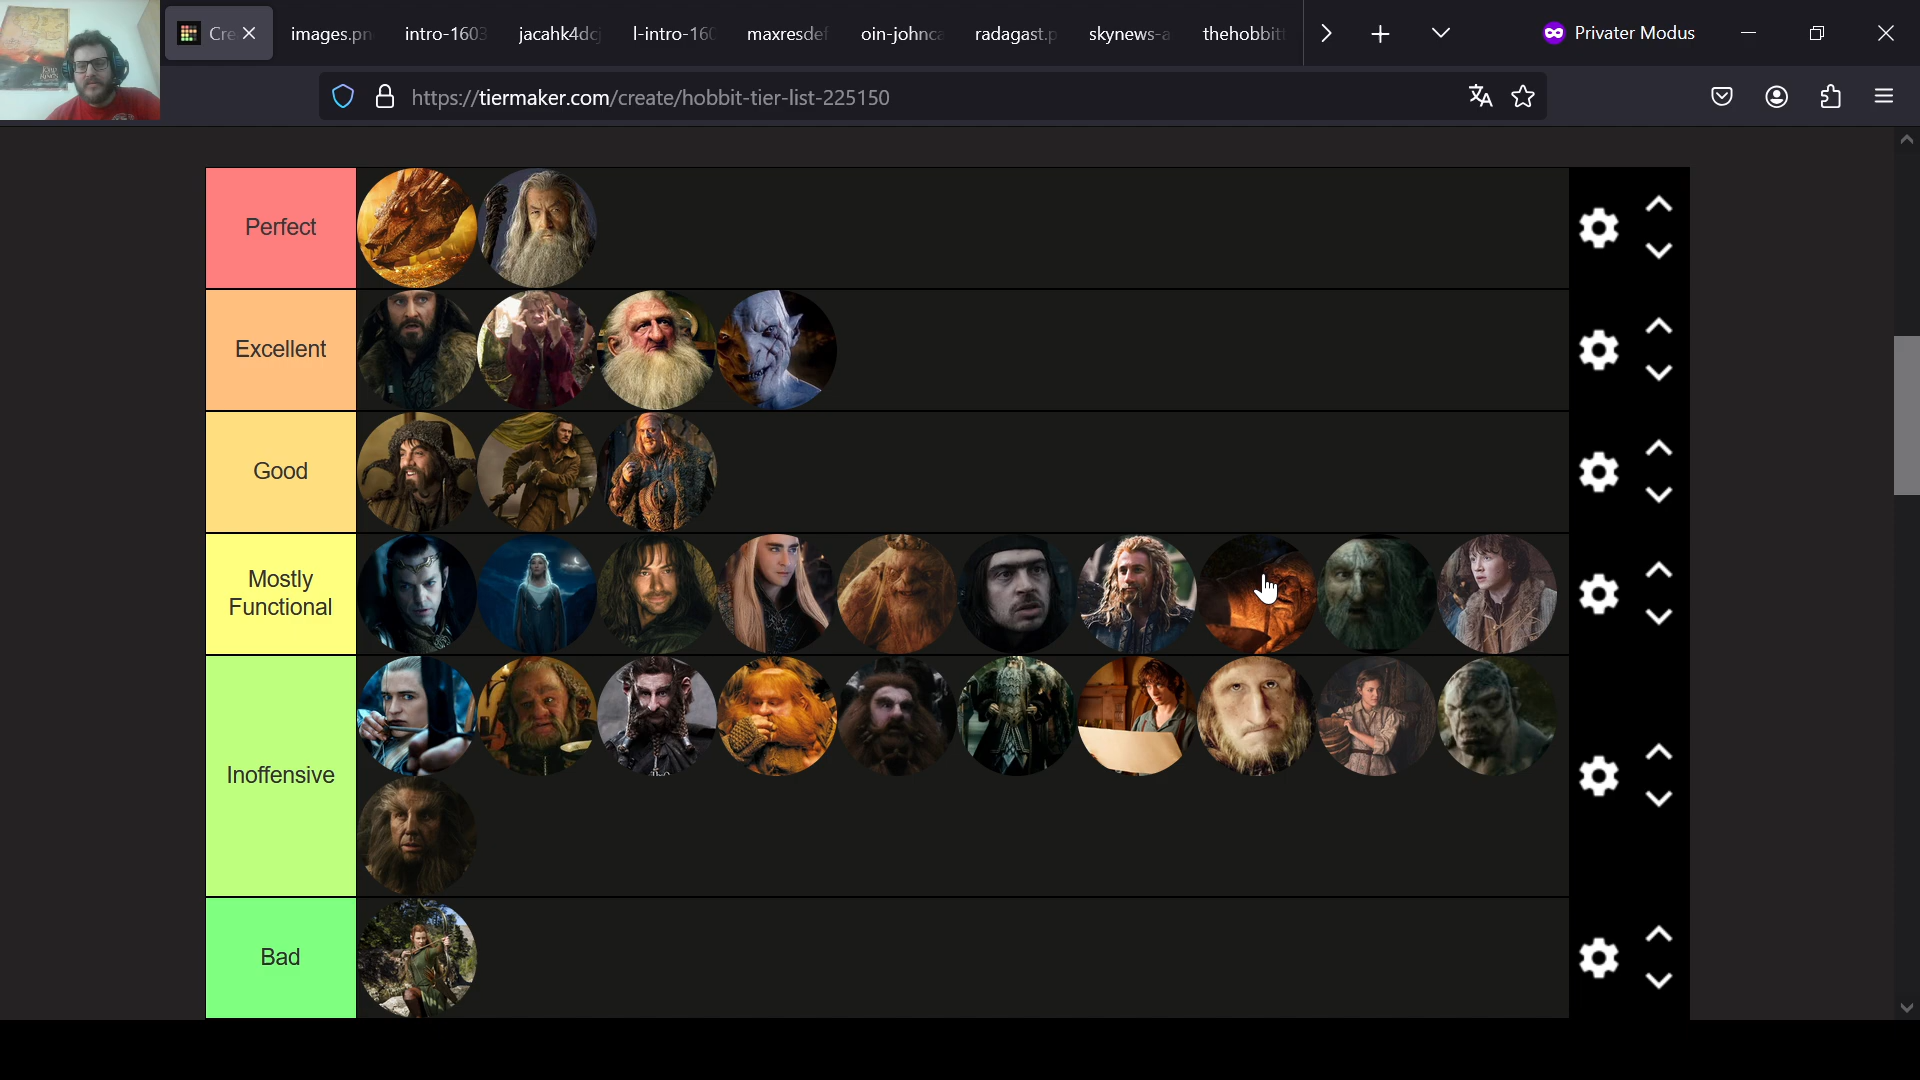 Cre
images.pn
intro-1603
jacahk4dcj
l-intro-160
maxresdef
oin-johnca
radagast.p
skynews-a
thehobbit
Privater Modus
https://tiermaker.com/create/hobbit-tier-list-225150
Perfect
Excellent
Good
Mostly
Functional
Inoffensive
Bad